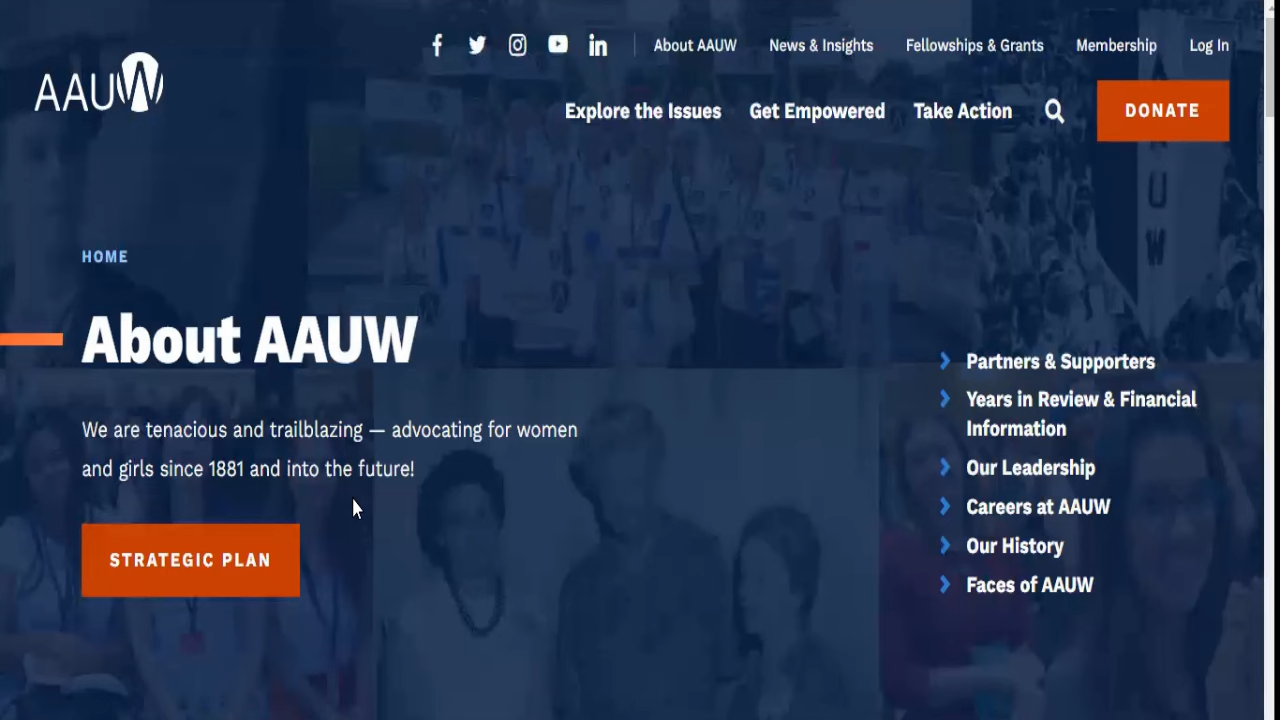 About AAUW
News & Insights
Fellowships & Grants
Membership
Log In
AAUW
Explore the Issues
Get Empowered
Take Action
DONATE
AAUW
HOME
About AAUW
We are tenacious and trailblazing — advocating for women
and girls since 1881 and into the future!
STRATEGIC PLAN
Partners & Supporters
Years in Review & Financial
Information
Our Leadership
Careers at AAUW
Our History
Faces of AAUW